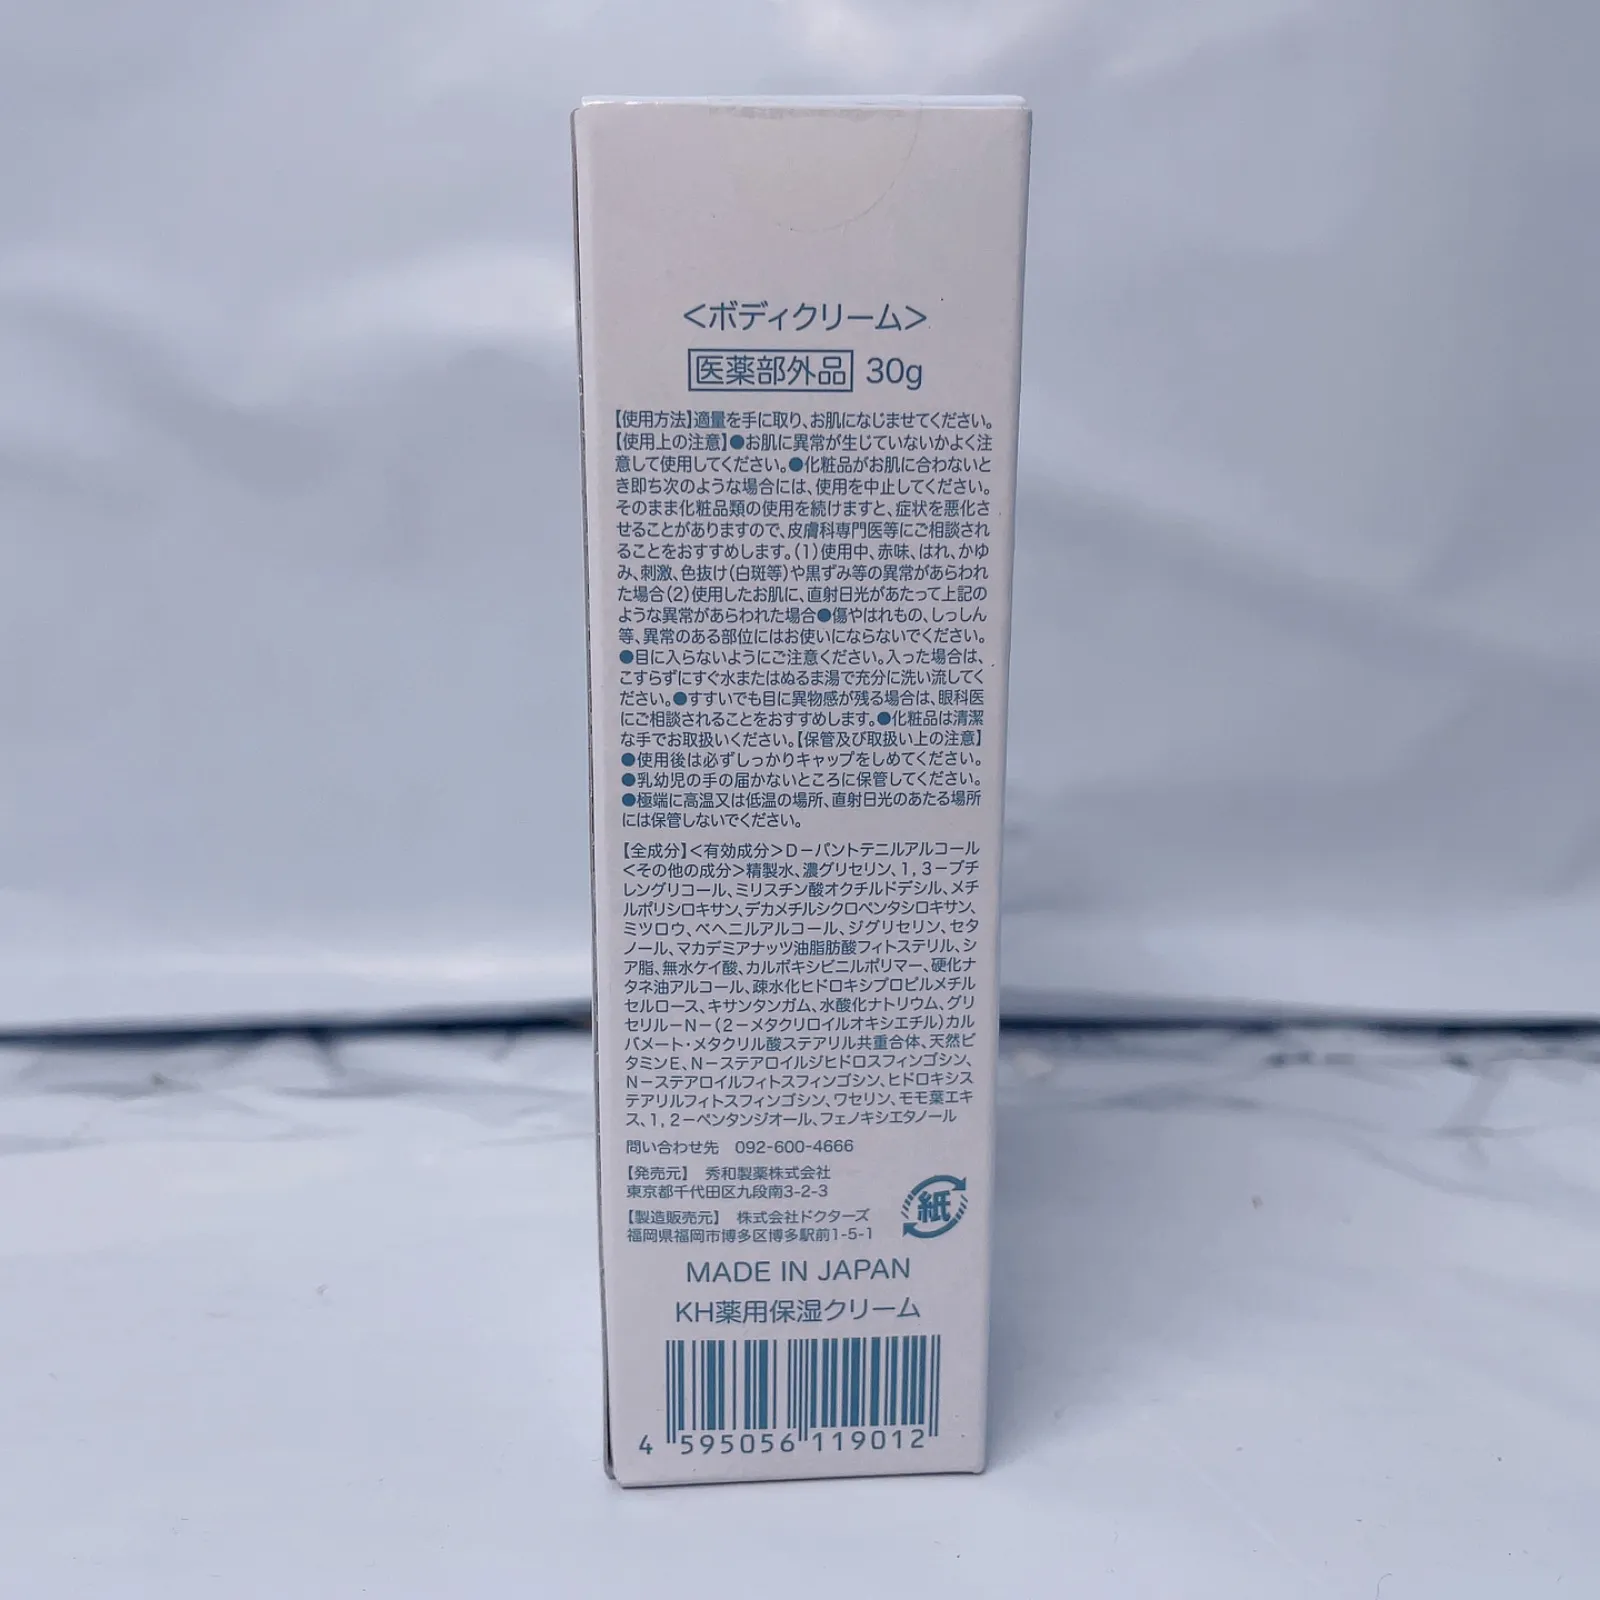 <ボディクリーム>
医薬部外品 30g
【使用方法】適量を手に取り、お肌になじませてください。
【使用上の注意】●お肌に異常が生じていないかよく注
意して使用してください。●化粧品がお肌に合わないと
き即ち次のような場合には、使用を中止してください。
そのまま化粧品類の使用を続けますと、症状を悪化さ
せることがありますので、皮膚科専門医等にご相談され
ることをおすすめします。(1)使用中、赤味、はれ、かゆ
み、刺激、色抜け(白斑等)や黒ずみ等の異常があらわれ
た場合(2)使用したお肌に、直射日光があたって上記の
ような異常があらわれた場合●傷やはれもの、しっしん
等、異常のある部位にはお使いにならないでください。
●目に入らないようにご注意ください。入った場合は、
こすらずにすぐ水またはぬるま湯で充分に洗い流してく
ださい。●すすいでも目に異物感が残る場合は、眼科医
にご相談されることをおすすめします。●化粧品は清潔
な手でお取扱いください。【保管及び取扱い上の注意】
●使用後は必ずしっかりキャップをしめてください。
●乳幼児の手の届かないところに保管してください。
●極端に高温又は低温の場所、直射日光のあたる場所
には保管しないでください。
【全成分】<有効成分>D-パントテニルアルコール
<その他の成分>精製水、濃グリセリン、1,3-ブチ
レングリコール、ミリスチン酸オクチルドデシル、メチ
ルポリシロキサン、デカメチルシクロペンタシロキサン、
ミツロウ、ベヘニルアルコール、ジグリセリン、セタ
ノール、マカデミアナッツ油脂肪酸フィトステリル、シ
ア脂、無水ケイ酸、カルボキシビニルポリマー、硬化ナ
タネ油アルコール、疎水化ヒドロキシプロピルメチル
セルロース、キサンタンガム、水酸化ナトリウム、グリ
セリル-N-(2-メタクリロイルオキシエチル)カル
バメート・メタクリル酸ステアリル共重合体、天然ビ
タミンE、N-ステアロイルジヒドロスフィンゴシン、
N-ステアロイルフィトスフィンゴシン、ヒドロキシス
テアリルフィトスフィンゴシン、ワセリン、モモ葉エキ
ス、1,2-ペンタンジオール、フェノキシエタノール
問い合わせ先 092-600-4666
【発売元】 秀和製薬株式会社
東京都千代田区九段南3-2-3
【製造販売元】 株式会社ドクターズ
福岡県福岡市博多区博多駅前1-5-1
紙
MADE IN JAPAN
KH薬用保湿クリーム
4 595056 119012